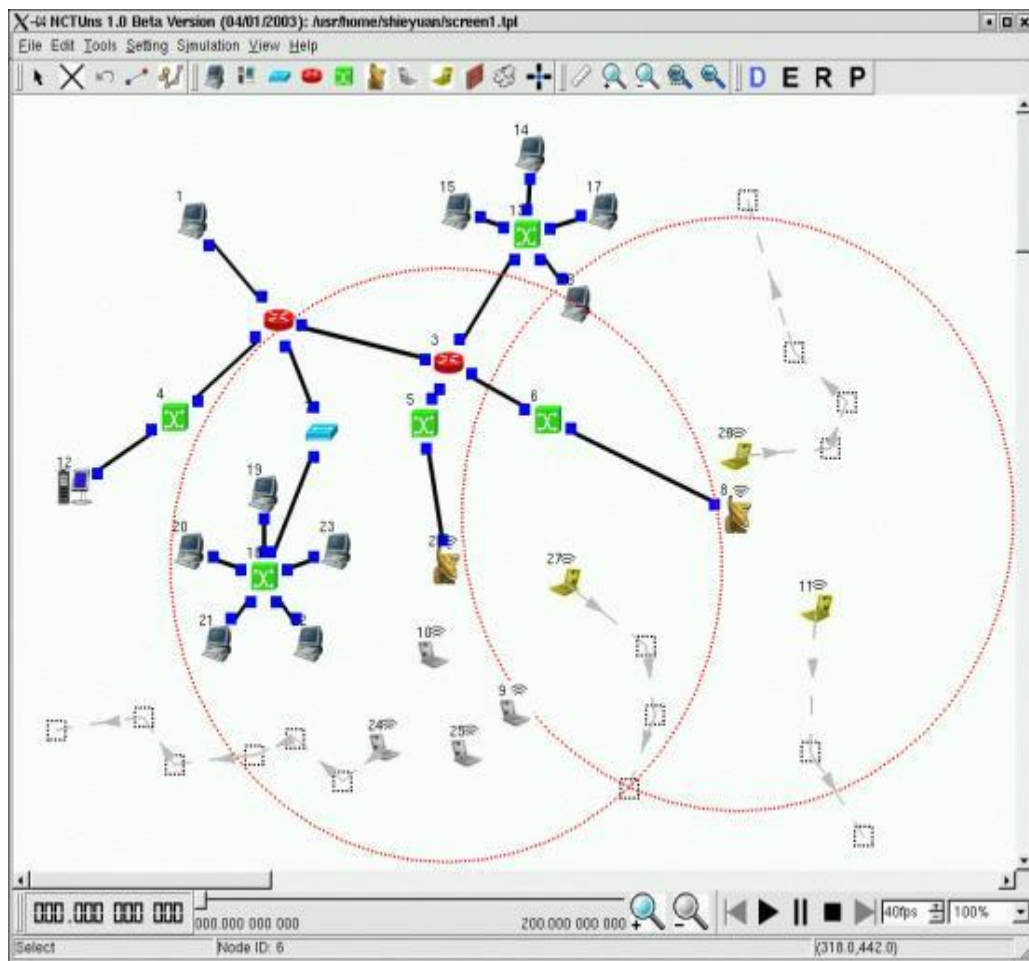 NCTUns 1.0 Beta Version (04/01/2003): /usr/home/shieyuan/screen1.tpl
File Edit Tools Setting Simulation View Help
D E R P
14
15
17
1
3
4
5
6
12
19
28
8
20
23
27
11
21
10
9
24
25
000.000 000 000
000.000 000 000
200.000 000 000
40fps
100%
Select
Node ID: 6
(318.0,442.0)